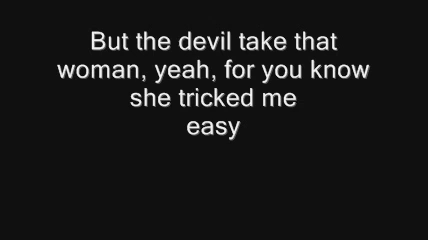 But the devil take that
woman, yeah, for you know
she tricked me
easy